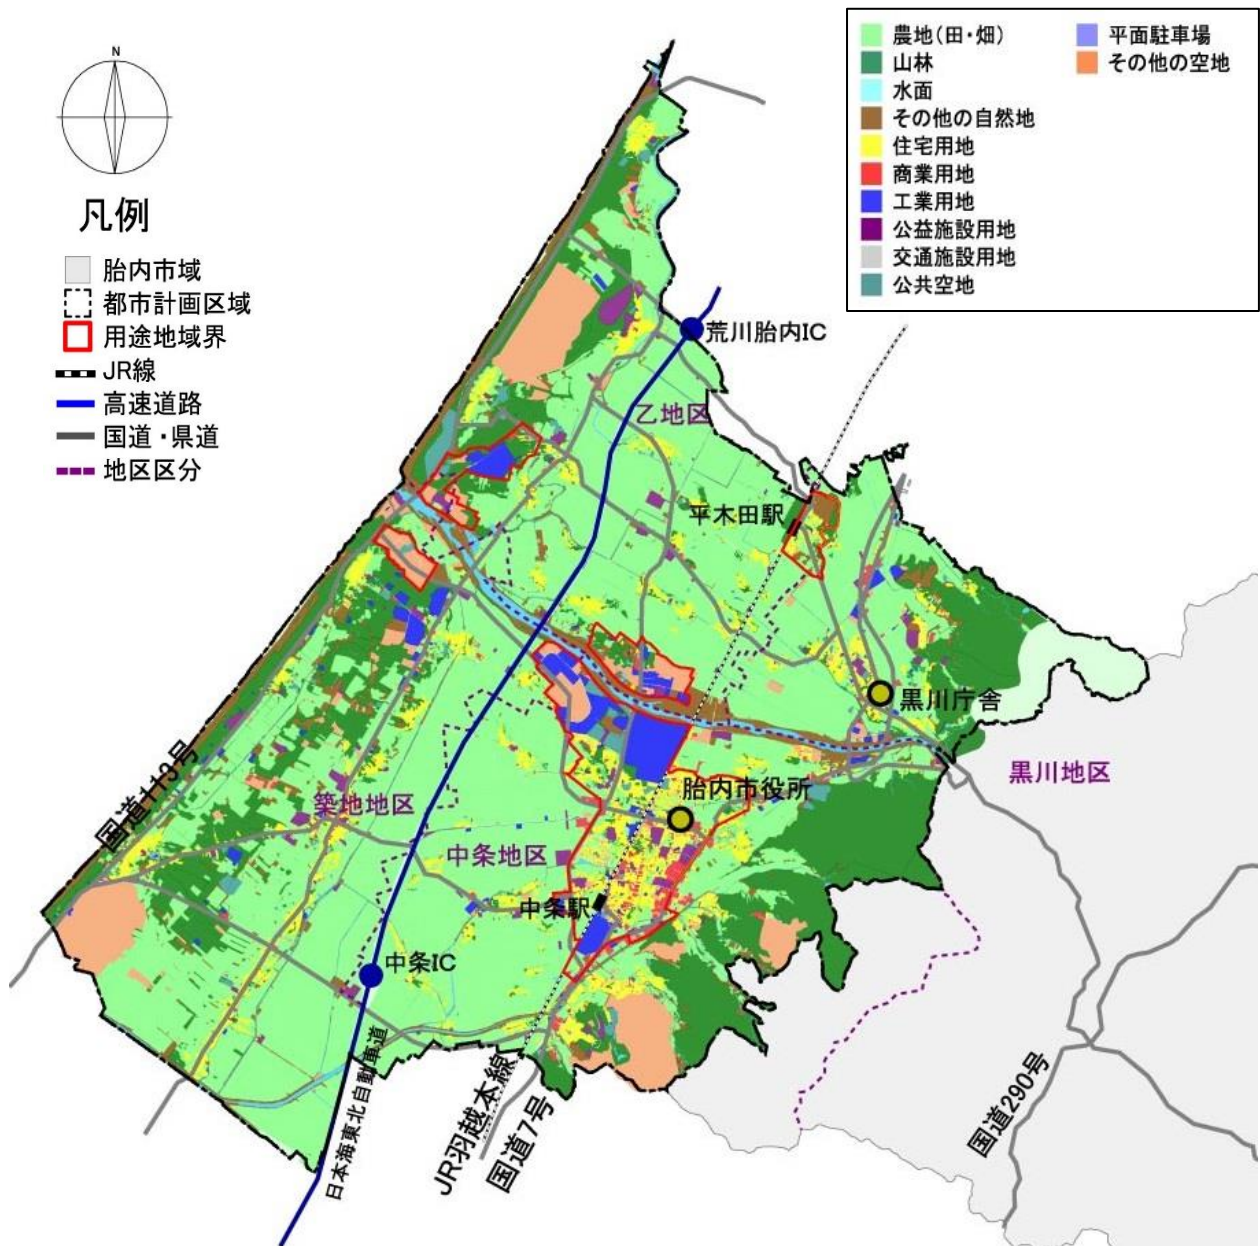 N
凡例
胎内市域
都市計画区域
用途地域界
JR線
高速道路
国道・県道
地区区分
農地(田・畑)
山林
水面
その他の自然地
住宅用地
商業用地
工業用地
公益施設用地
交通施設用地
公共空地
平面駐車場
その他の空地
荒川胎内IC
乙地区
平木田駅
黒川庁舎
黒川地区
国道113号
胎内市役所
築地地区
中条地区
中条駅
中条IC
日本海東北自動車道
JR羽越本線
国道7号
国道290号